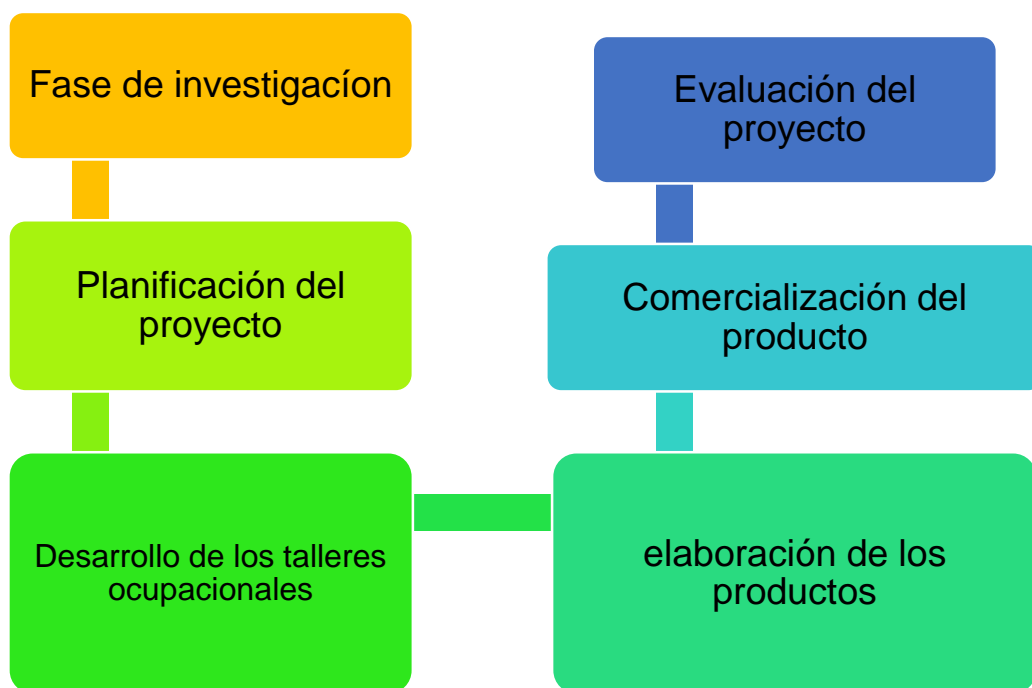 Fase de investigacíon
Planificación del
proyecto
Desarrollo de los talleres
ocupacionales
elaboración de los
productos
Comercialización del
producto
Evaluación del
proyecto